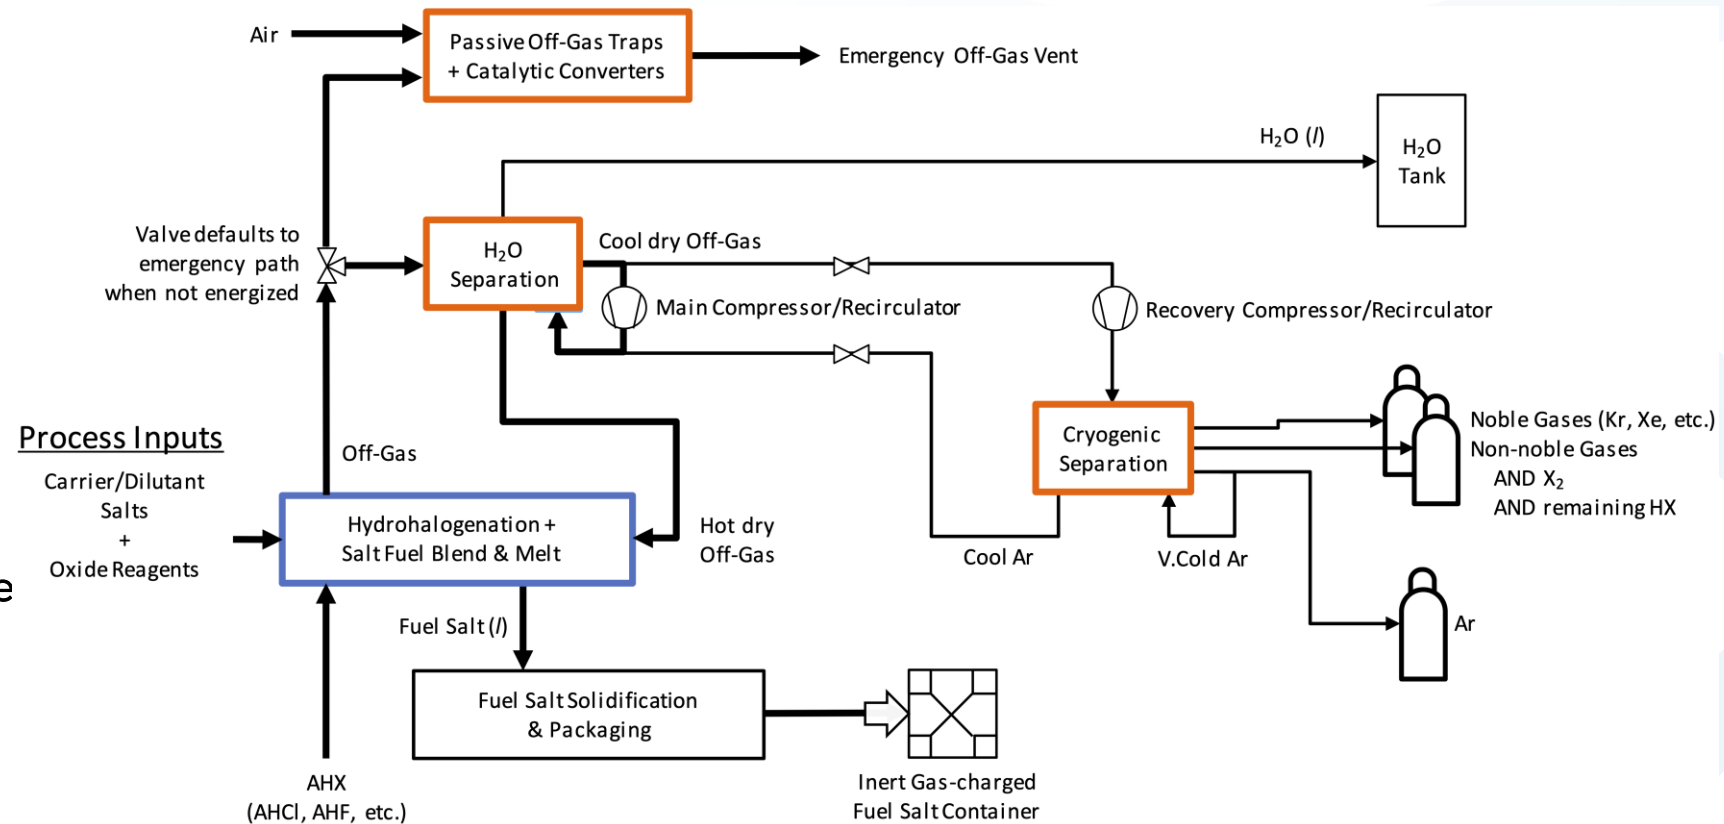 Air
Passive Off-Gas Traps
+ Catalytic Converters
Emergency Off-Gas Vent
H₂O (l)
H₂O
Tank
Valve defaults to
emergency path
when not energized
H₂O
Separation
Cool dry Off-Gas
Main Compressor/Recirculator
Recovery Compressor/Recirculator
Process Inputs
Carrier/Dilutant
Salts
+
Oxide Reagents
Off-Gas
Cryogenic
Separation
Noble Gases (Kr, Xe, etc.)
Non-noble Gases
AND X₂
AND remaining HX
Hydrohalogenation +
Salt Fuel Blend & Melt
Hot dry
Off-Gas
Cool Ar
V.Cold Ar
e
Fuel Salt (l)
Ar
Fuel Salt Solidification
& Packaging
AHX
(AHCl, AHF, etc.)
Inert Gas-charged
Fuel Salt Container